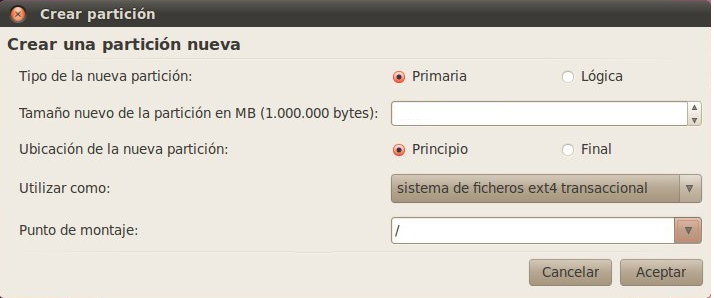 Crear partición
Crear una partición nueva
Tipo de la nueva partición: Primaria Lógica
Tamaño nuevo de la partición en MB (1.000.000 bytes):
Ubicación de la nueva partición: Principio Final
Utilizar como: sistema de ficheros ext4 transaccional
Punto de montaje: /
Cancelar Aceptar